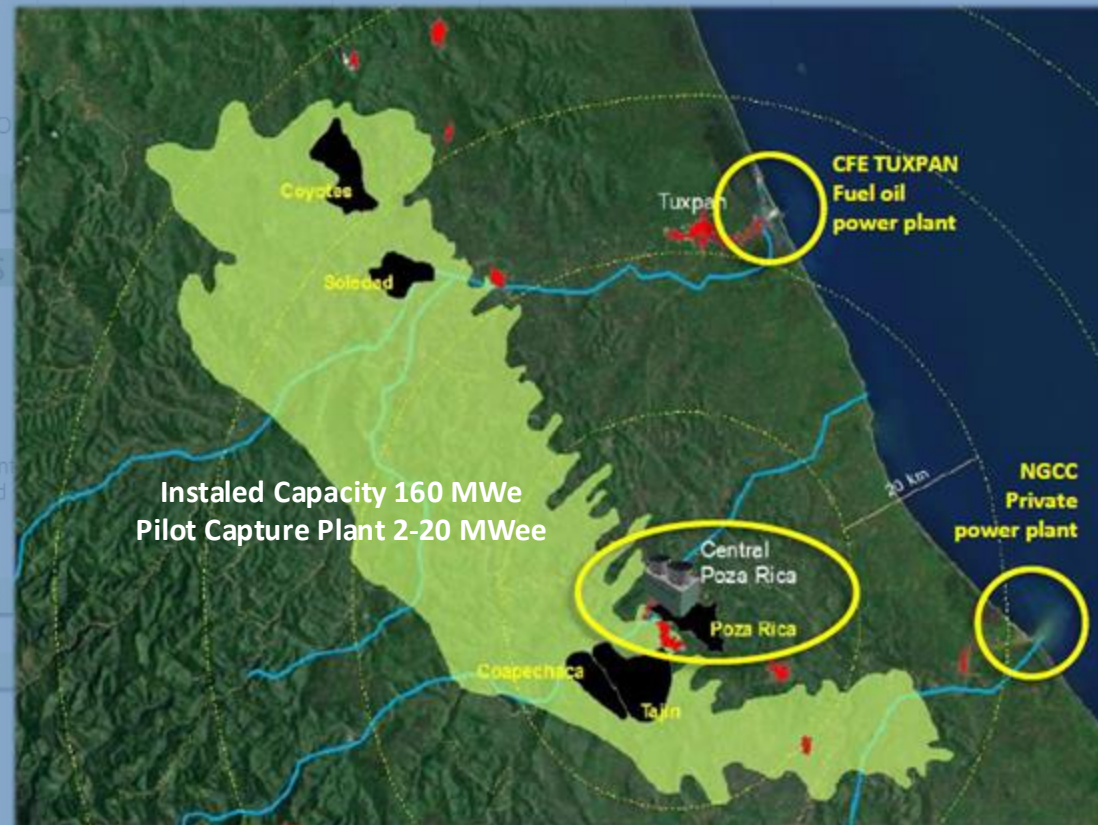 CFE TUXPAN
Fuel oil
power plant
Tuxpan
Coyotes
Soledad
20 km
NGCC
Private
power plant
Instaled Capacity 160 MWe
Pilot Capture Plant 2-20 MWee
Central
Poza Rica
Poza Rica
Coapechaca
Tajín